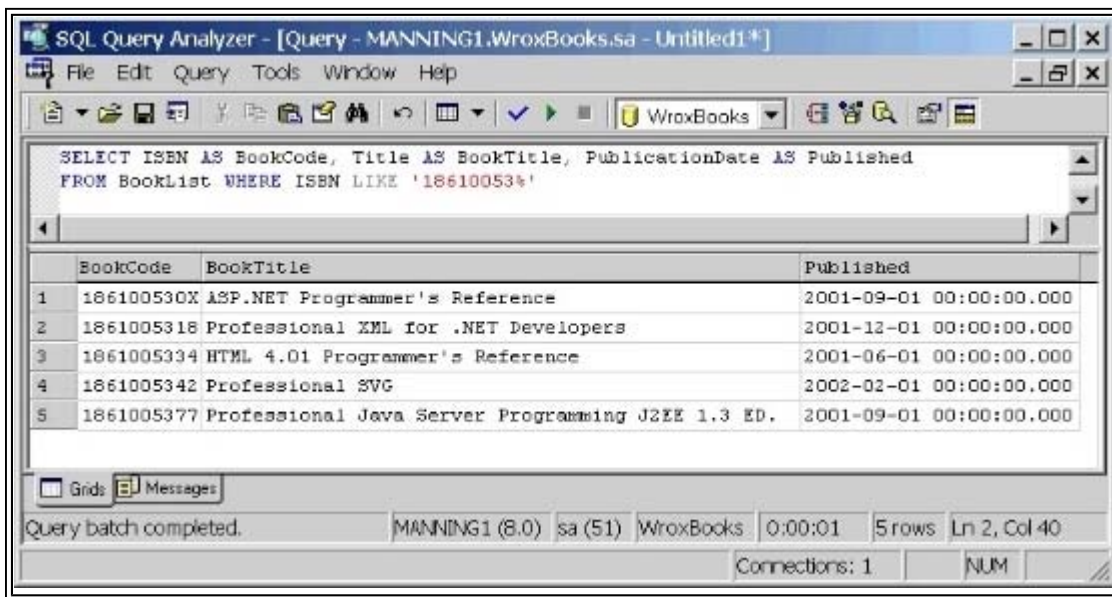 SQL Query Analyzer - [Query - MANNING1.WroxBooks.sa - Untitled1*]
File Edit Query Tools Window Help
WroxBooks
SELECT ISBN AS BookCode, Title AS BookTitle, PublicationDate AS Published
FROM BookList WHERE ISBN LIKE '18610053%'
BookCode BookTitle Published
1 186100530X ASP.NET Programmer's Reference 2001-09-01 00:00:00.000
2 1861005318 Professional XML for .NET Developers 2001-12-01 00:00:00.000
3 1861005334 HTML 4.01 Programmer's Reference 2001-06-01 00:00:00.000
4 1861005342 Professional SVG 2002-02-01 00:00:00.000
5 1861005377 Professional Java Server Programming J2EE 1.3 ED. 2001-09-01 00:00:00.000
Grids Messages
Query batch completed. MANNING1 (8.0) sa (51) WroxBooks 0:00:01 5 rows Ln 2, Col 40
Connections: 1 NUM